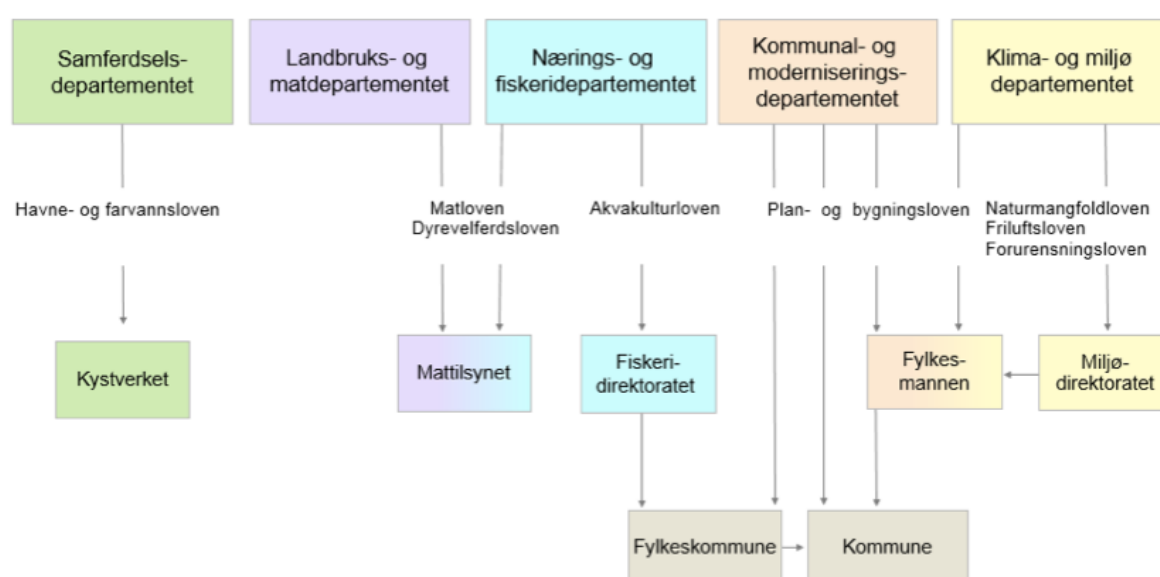 Samferdsels-
departementet
Landbruks- og
matdepartementet
Nærings- og
fiskeridepartementet
Kommunal- og
moderniserings-
departementet
Klima- og miljø
departementet
Havne- og farvannsloven
Matloven
Dyrevelferdsloven
Akvakulturloven
Plan- og bygningsloven
Naturmangfoldloven
Friluftsloven
Forurensningsloven
Kystverket
Mattilsynet
Fiskeri-
direktoratet
Fylkes-
mannen
Miljø-
direktoratet
Fylkeskommune
Kommune